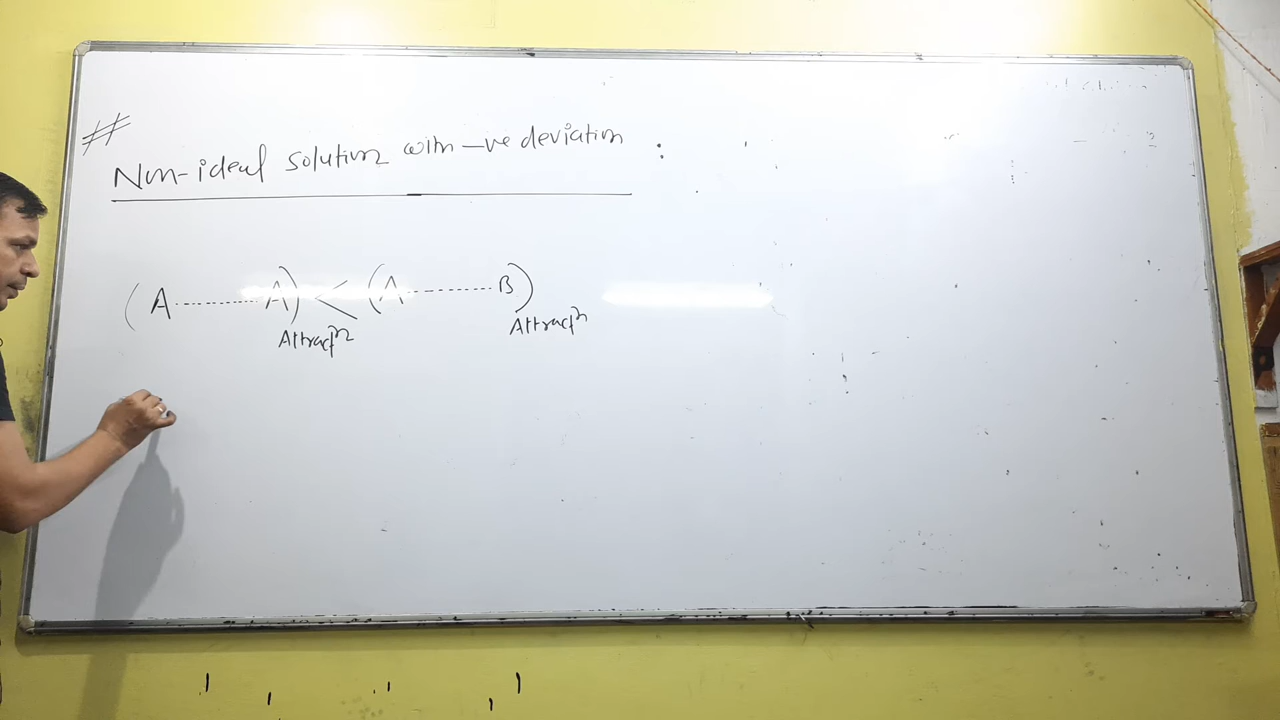 #
Non-ideal solution with -ve deviation :
(A --------- A) < (A --------- B)
Attracn Attracn